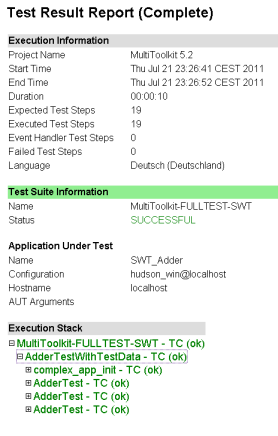 Test Result Report (Complete)
Execution Information
Project Name MultiToolkit 5.2
Start Time Thu Jul 21 23:26:41 CEST 2011
End Time Thu Jul 21 23:26:52 CEST 2011
Duration 00:00:10
Expected Test Steps 19
Executed Test Steps 19
Event Handler Test Steps 0
Failed Test Steps 0
Language Deutsch (Deutschland)
Test Suite Information
Name MultiToolkit-FULLTEST-SWT
Status SUCCESSFUL
Application Under Test
Name SWT_Adder
Configuration hudson_win@localhost
Hostname localhost
AUT Arguments
Execution Stack
MultiToolkit-FULLTEST-SWT - TC (ok)
AdderTestWithTestData - TC (ok)
complex_app_init - TC (ok)
AdderTest - TC (ok)
AdderTest - TC (ok)
AdderTest - TC (ok)